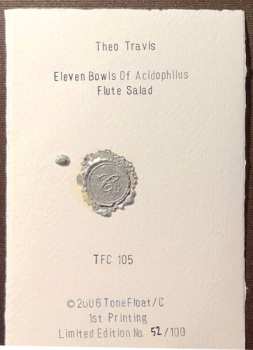 Theo Travis
Eleven Bowls Of Acidophilus
Flute Salad
TFC 105
©2006 ToneFloat/C
1st Printing
Limited Edition No. 52/100